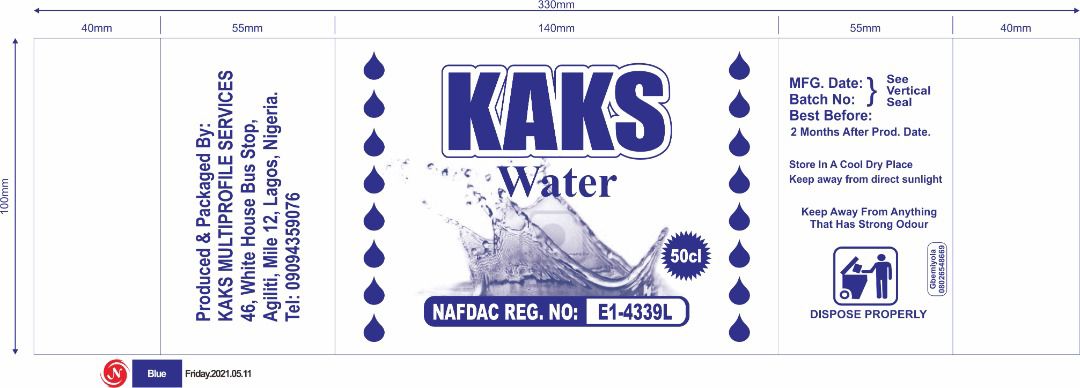 330mm
40mm
55mm
140mm
55mm
40mm
100mm
Produced & Packaged By:
KAKS MULTIPROFILE SERVICES
46, White House Bus Stop,
Agiliti, Mile 12, Lagos, Nigeria.
Tel: 09094359076
KAKS
Water
50cl
NAFDAC REG. NO: E1-4339L
MFG. Date: } See
Batch No: Vertical
Seal
Best Before:
2 Months After Prod. Date.
Store In A Cool Dry Place
Keep away from direct sunlight
Keep Away From Anything
That Has Strong Odour
Gbemiyola
08026548669
DISPOSE PROPERLY
N
Blue
Friday.2021.05.11